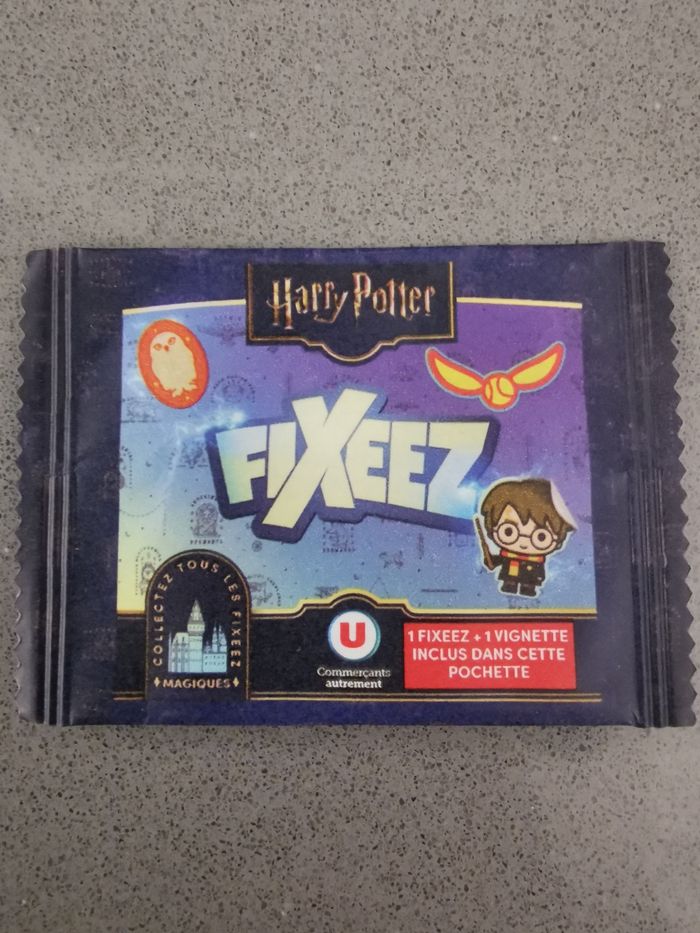 Harry Potter
FIXEEZ
COLLECTEZ TOUS LES FIXEEZ
MAGIQUES
U
Commerçants
autrement
1 FIXEEZ + 1 VIGNETTE
INCLUS DANS CETTE
POCHETTE